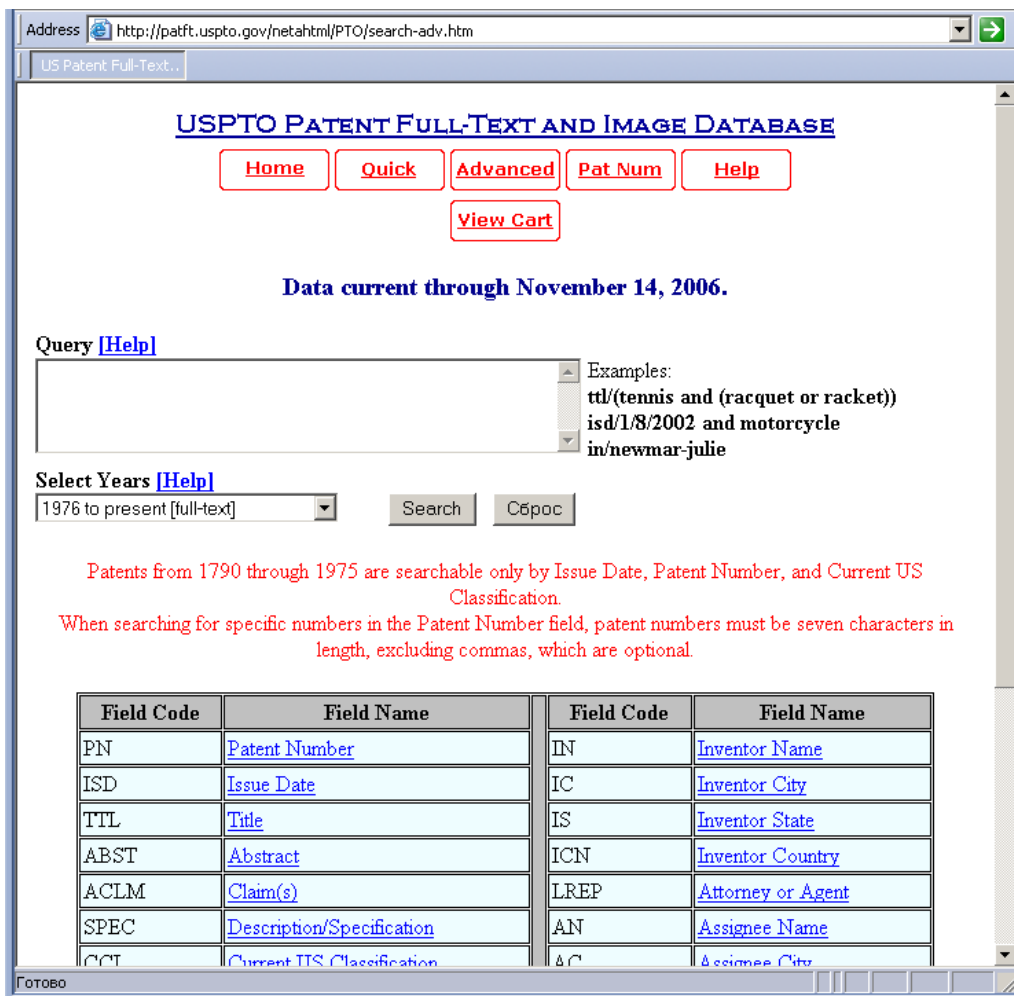 Address http://patft.uspto.gov/netahtml/PTO/search-adv.htm
US Patent Full-Text..
USPTO PATENT FULL-TEXT AND IMAGE DATABASE
Home Quick Advanced Pat Num Help
View Cart
Data current through November 14, 2006.
Query [Help]
Examples:
ttl/(tennis and (racquet or racket))
isd/1/8/2002 and motorcycle
in/newmar-julie
Select Years [Help]
1976 to present [full-text] Search Сброс
Patents from 1790 through 1975 are searchable only by Issue Date, Patent Number, and Current US
Classification.
When searching for specific numbers in the Patent Number field, patent numbers must be seven characters in
length, excluding commas, which are optional.
Field Code Field Name Field Code Field Name
PN Patent Number IN Inventor Name
ISD Issue Date IC Inventor City
TTL Title IS Inventor State
ABST Abstract ICN Inventor Country
ACLM Claim(s) LREP Attorney or Agent
SPEC Description/Specification AN Assignee Name
CCL Current US Classification AC Assignee City
Готово